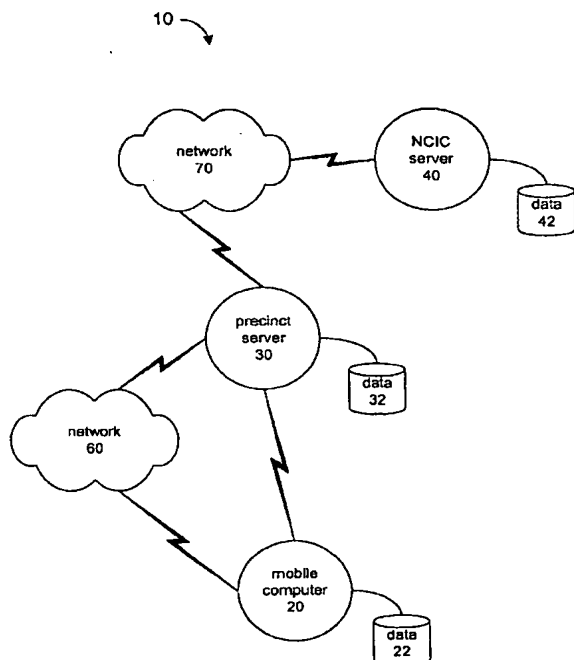 10
network
70
NCIC
server
40
data
42
precinct
server
30
data
32
network
60
mobile
computer
20
data
22